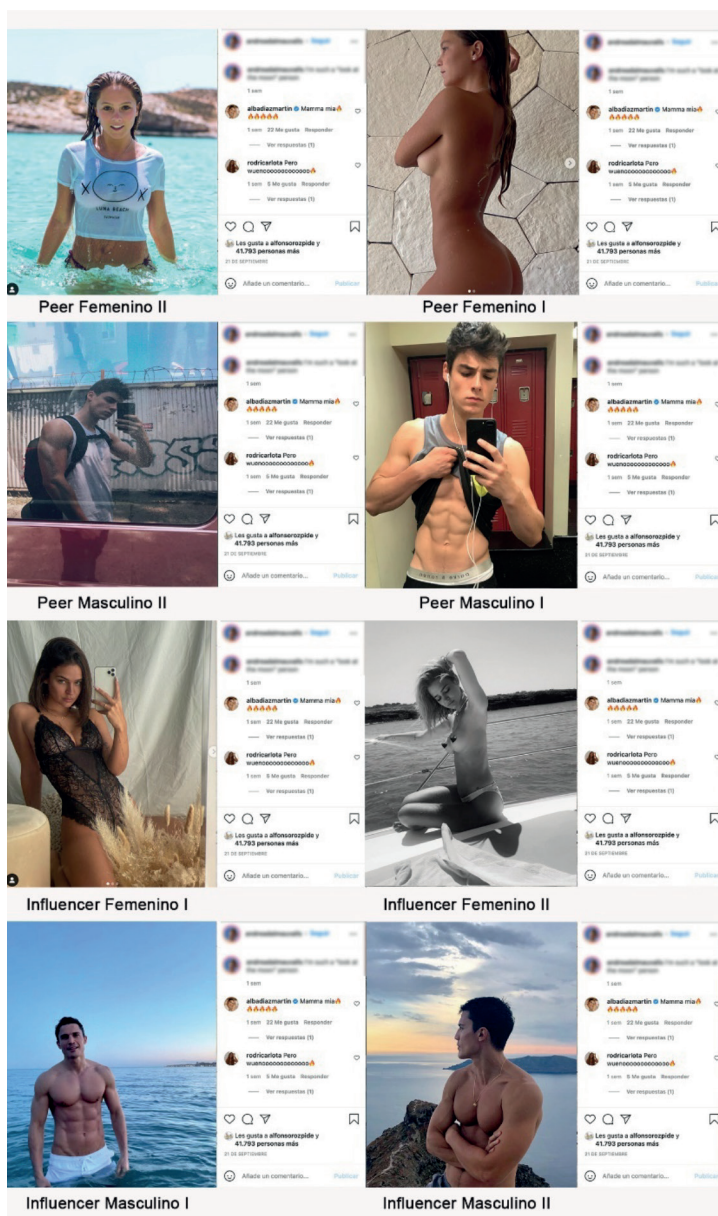 1 sem
albadiazmartin Mamma mia🔥
🔥🔥🔥🔥🔥
1 sem 22 Me gusta Responder
Ver respuestas (1)
rodricarlota Pero
wuenoooooooooooooo🔥
1 sem 5 Me gusta Responder
Ver respuestas (1)
Les gusta a alfonsorozpide y
41.793 personas más
21 DE SEPTIEMBRE
Añade un comentario... Publicar
X X
LUNA BEACH
Peer Femenino II
1 sem
albadiazmartin Mamma mia🔥
🔥🔥🔥🔥🔥
1 sem 22 Me gusta Responder
Ver respuestas (1)
rodricarlota Pero
wuenoooooooooooooo🔥
1 sem 5 Me gusta Responder
Ver respuestas (1)
Les gusta a alfonsorozpide y
41.793 personas más
21 DE SEPTIEMBRE
Añade un comentario... Publicar
Peer Femenino I
1 sem
albadiazmartin Mamma mia🔥
🔥🔥🔥🔥🔥
1 sem 22 Me gusta Responder
Ver respuestas (1)
rodricarlota Pero
wuenoooooooooooooo🔥
1 sem 5 Me gusta Responder
Ver respuestas (1)
Les gusta a alfonsorozpide y
41.793 personas más
21 DE SEPTIEMBRE
Añade un comentario... Publicar
Peer Masculino II
1 sem
albadiazmartin Mamma mia🔥
🔥🔥🔥🔥🔥
1 sem 22 Me gusta Responder
Ver respuestas (1)
rodricarlota Pero
wuenoooooooooooooo🔥
1 sem 5 Me gusta Responder
Ver respuestas (1)
Les gusta a alfonsorozpide y
41.793 personas más
21 DE SEPTIEMBRE
Añade un comentario... Publicar
Peer Masculino I
1 sem
albadiazmartin Mamma mia🔥
🔥🔥🔥🔥🔥
1 sem 22 Me gusta Responder
Ver respuestas (1)
rodricarlota Pero
wuenoooooooooooooo🔥
1 sem 5 Me gusta Responder
Ver respuestas (1)
Les gusta a alfonsorozpide y
41.793 personas más
21 DE SEPTIEMBRE
Añade un comentario... Publicar
Influencer Femenino I
1 sem
albadiazmartin Mamma mia🔥
🔥🔥🔥🔥🔥
1 sem 22 Me gusta Responder
Ver respuestas (1)
rodricarlota Pero
wuenoooooooooooooo🔥
1 sem 5 Me gusta Responder
Ver respuestas (1)
Les gusta a alfonsorozpide y
41.793 personas más
21 DE SEPTIEMBRE
Añade un comentario... Publicar
Influencer Femenino II
1 sem
albadiazmartin Mamma mia🔥
🔥🔥🔥🔥🔥
1 sem 22 Me gusta Responder
Ver respuestas (1)
rodricarlota Pero
wuenoooooooooooooo🔥
1 sem 5 Me gusta Responder
Ver respuestas (1)
Les gusta a alfonsorozpide y
41.793 personas más
21 DE SEPTIEMBRE
Añade un comentario... Publicar
Influencer Masculino I
1 sem
albadiazmartin Mamma mia🔥
🔥🔥🔥🔥🔥
1 sem 22 Me gusta Responder
Ver respuestas (1)
rodricarlota Pero
wuenoooooooooooooo🔥
1 sem 5 Me gusta Responder
Ver respuestas (1)
Les gusta a alfonsorozpide y
41.793 personas más
21 DE SEPTIEMBRE
Añade un comentario... Publicar
Influencer Masculino II